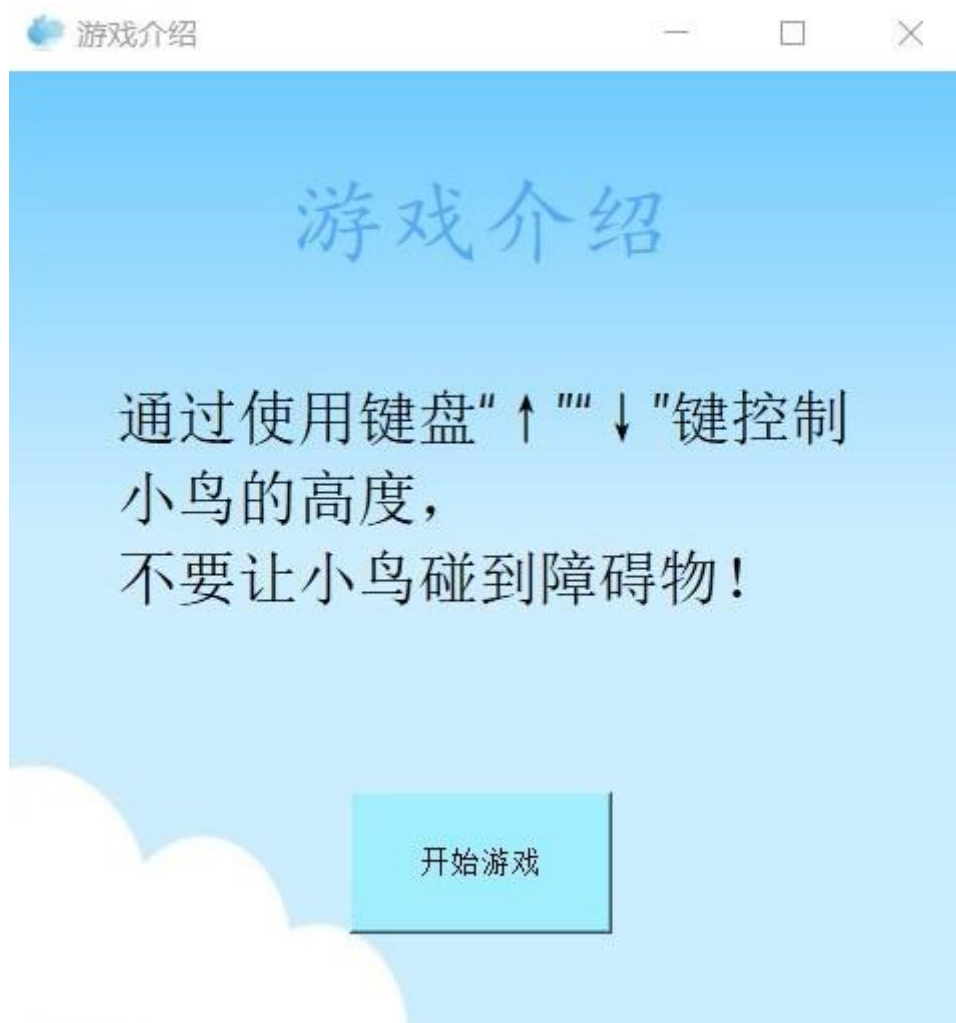 游戏介绍
游戏介绍
通过使用键盘“↑”“↓”键控制
小鸟的高度，
不要让小鸟碰到障碍物！
开始游戏